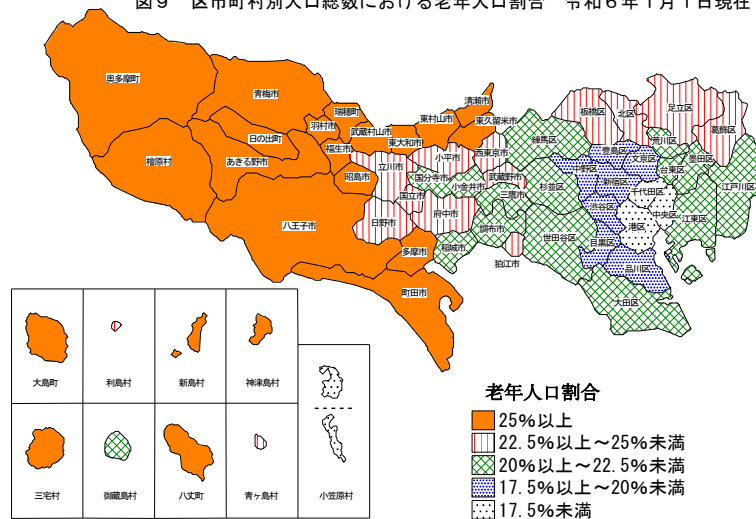 図９　区市町村別人口総数における老年人口割合　令和６年１月１日現在
奥多摩町
青梅市
瑞穂町
清瀬市
東村山市
羽村市
武蔵村山市
東久留米市
日の出町
東大和市
檜原村
あきる野市
福生市
小平市
西東京市
立川市
昭島市
国分寺市
小金井市
武蔵野市
国立市
三鷹市
八王子市
日野市
府中市
調布市
多摩市
稲城市
狛江市
町田市
板橋区
北区
足立区
葛飾区
練馬区
荒川区
豊島区
文京区
墨田区
中野区
台東区
杉並区
新宿区
千代田区
江戸川区
渋谷区
中央区
江東区
港区
世田谷区
目黒区
品川区
大田区
大島町
利島村
新島村
神津島村
三宅村
御蔵島村
八丈町
青ヶ島村
小笠原村
老年人口割合
25%以上
22.5%以上～25%未満
20%以上～22.5%未満
17.5%以上～20%未満
17.5%未満